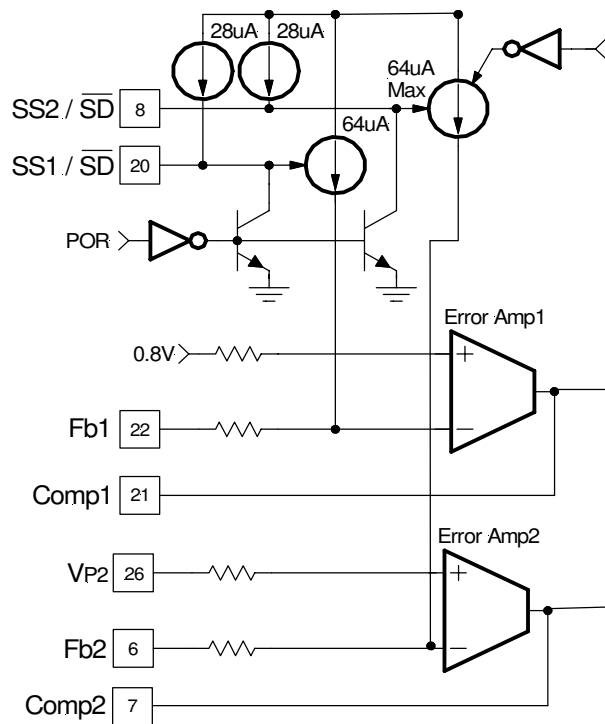 28uA 28uA
64uA
Max
SS2 / SD 8
64uA
SS1 / SD 20
POR
Error Amp1
0.8V
+
Fb1 22
−
Comp1 21
Error Amp2
VP2 26
+
Fb2 6
−
Comp2 7